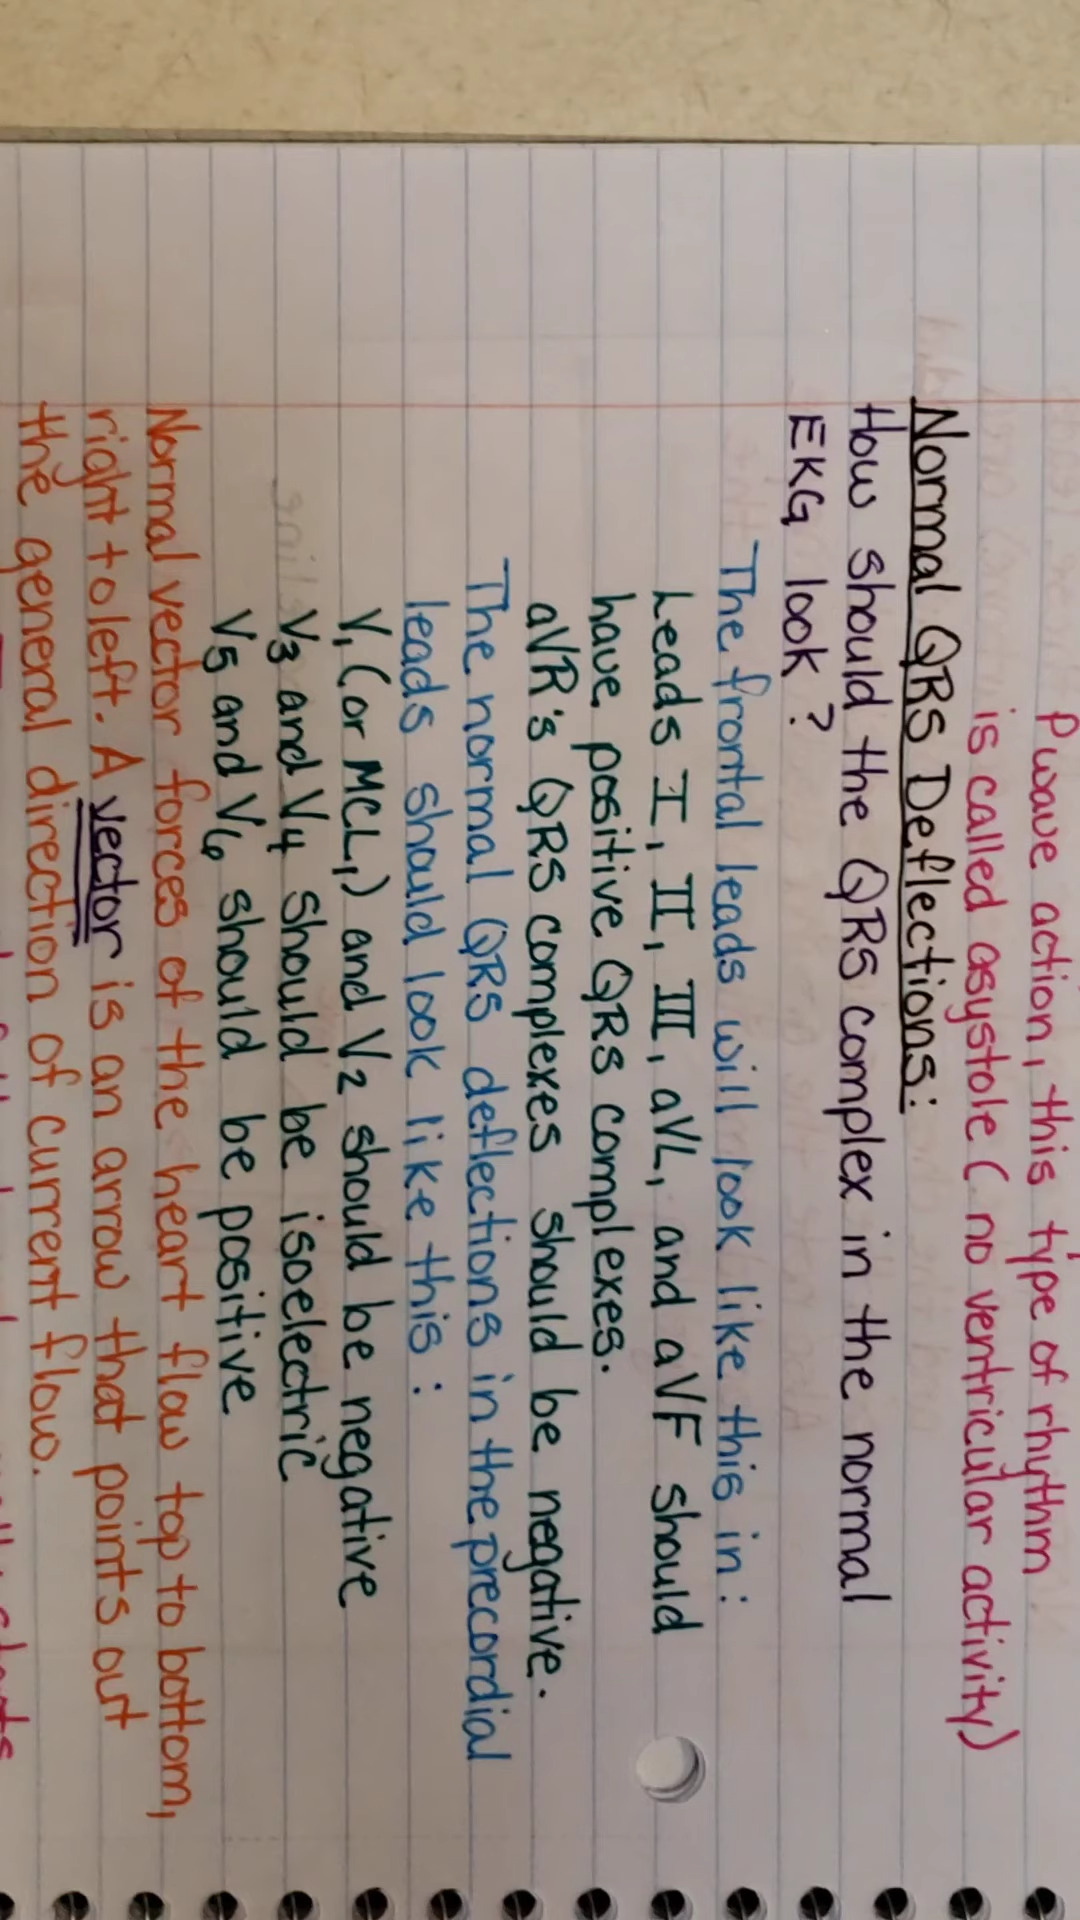 P wave action, this type of rhythm
is called asystole (no ventricular activity)
Normal QRS Deflections:
How should the QRS complex in the normal
EKG look?
The frontal leads will look like this in:
Leads I, II, III, aVL, and aVF should
have positive QRS complexes.
aVR's QRS complexes should be negative.
The normal QRS deflections in the precordial
leads should look like this:
V₁ (or MCL₁) and V₂ should be negative
V₃ and V₄ should be isoelectric
V₅ and V₆ should be positive
Normal vector forces of the heart flow top to bottom,
right to left. A vector is an arrow that points out
the general direction of current flow.